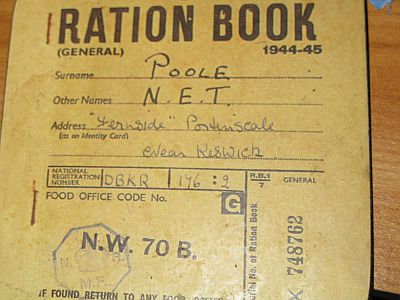 RATION BOOK
(GENERAL) 1944-45
Surname POOLE
Other Names N.E.T.
Address "Fernside" Portinscale
(as on Identity Card)
Near Keswick
NATIONAL REGISTRATION NUMBER DBKR 176 : 2 R.B.1 7 GENERAL
FOOD OFFICE CODE No. G
N.W. 70 B.
IF FOUND RETURN TO ANY FOOD OFFICE
No. of Ration Book
X 748762